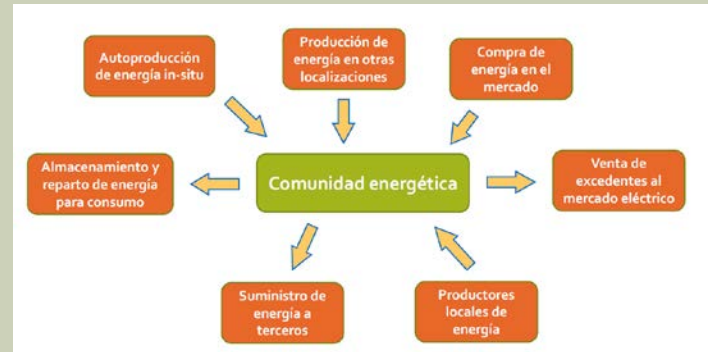 Autoproducción
de energía in-situ
Producción de
energía en otras
localizaciones
Compra de
energía en el
mercado
Almacenamiento y
reparto de energía
para consumo
Comunidad energética
Venta de
excedentes al
mercado eléctrico
Suministro de
energía a
terceros
Productores
locales de
energía